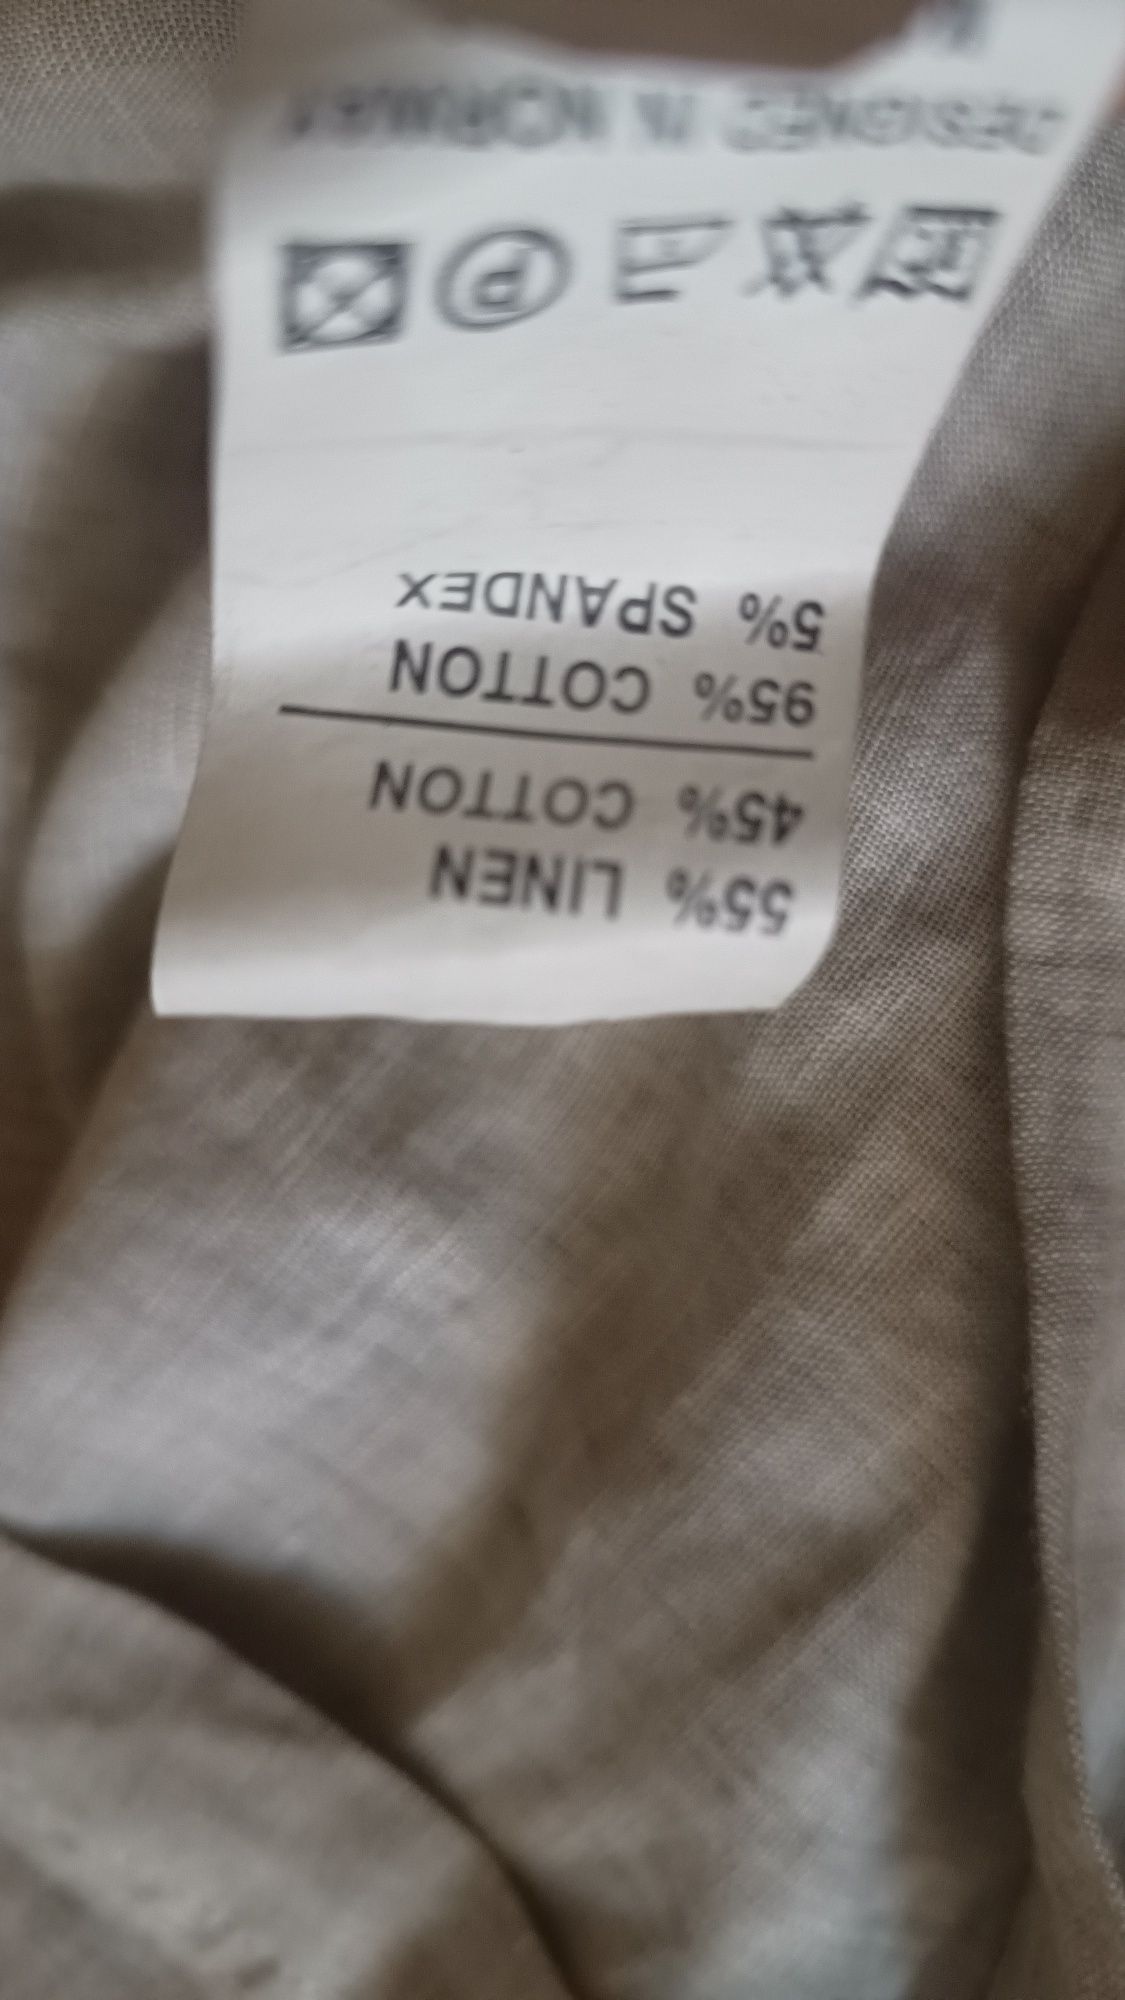 55% LINEN
45% COTTON
95% COTTON
5% SPANDEX
P
DESIGNED IN NORWAY